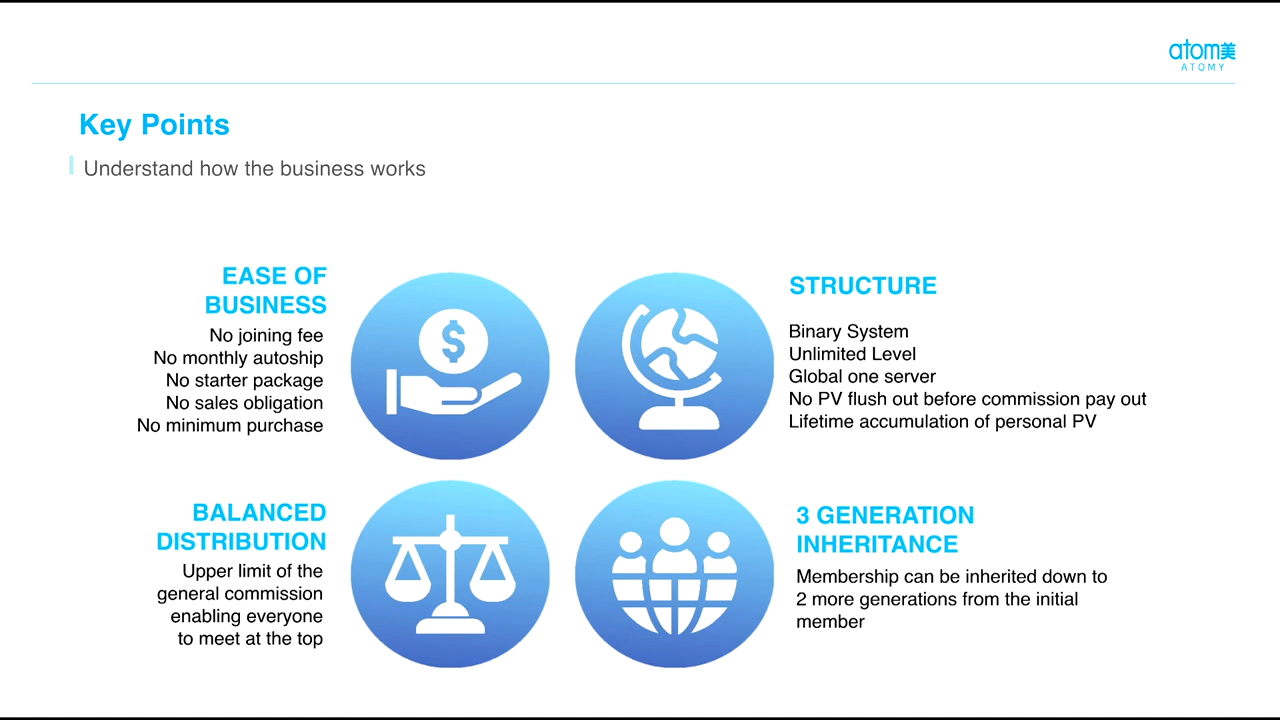 atom美
ATOMY
Key Points
Understand how the business works
EASE OF
BUSINESS
No joining fee
No monthly autoship
No starter package
No sales obligation
No minimum purchase
$
STRUCTURE
Binary System
Unlimited Level
Global one server
No PV flush out before commission pay out
Lifetime accumulation of personal PV
BALANCED
DISTRIBUTION
Upper limit of the
general commission
enabling everyone
to meet at the top
3 GENERATION
INHERITANCE
Membership can be inherited down to
2 more generations from the initial
member